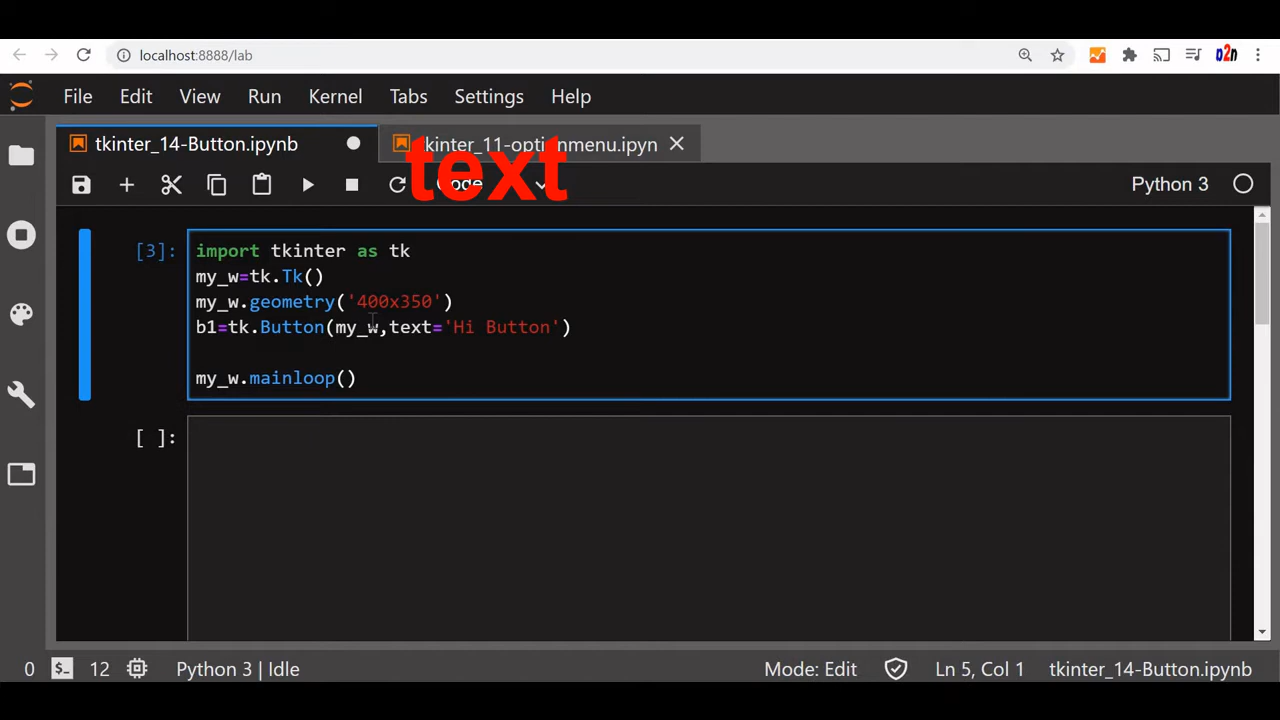 localhost:8888/lab
o2n
File Edit View Run Kernel Tabs Settings Help
tkinter_14-Button.ipynb
kinter_11-opti nmenu.ipyn
text
Code
Python 3
[3]:
import tkinter as tk
my_w=tk.Tk()
my_w.geometry('400x350')
b1=tk.Button(my_w,text='Hi Button')
my_w.mainloop()
[ ]:
0 $_ 12 Python 3 | Idle Mode: Edit Ln 5, Col 1 tkinter_14-Button.ipynb